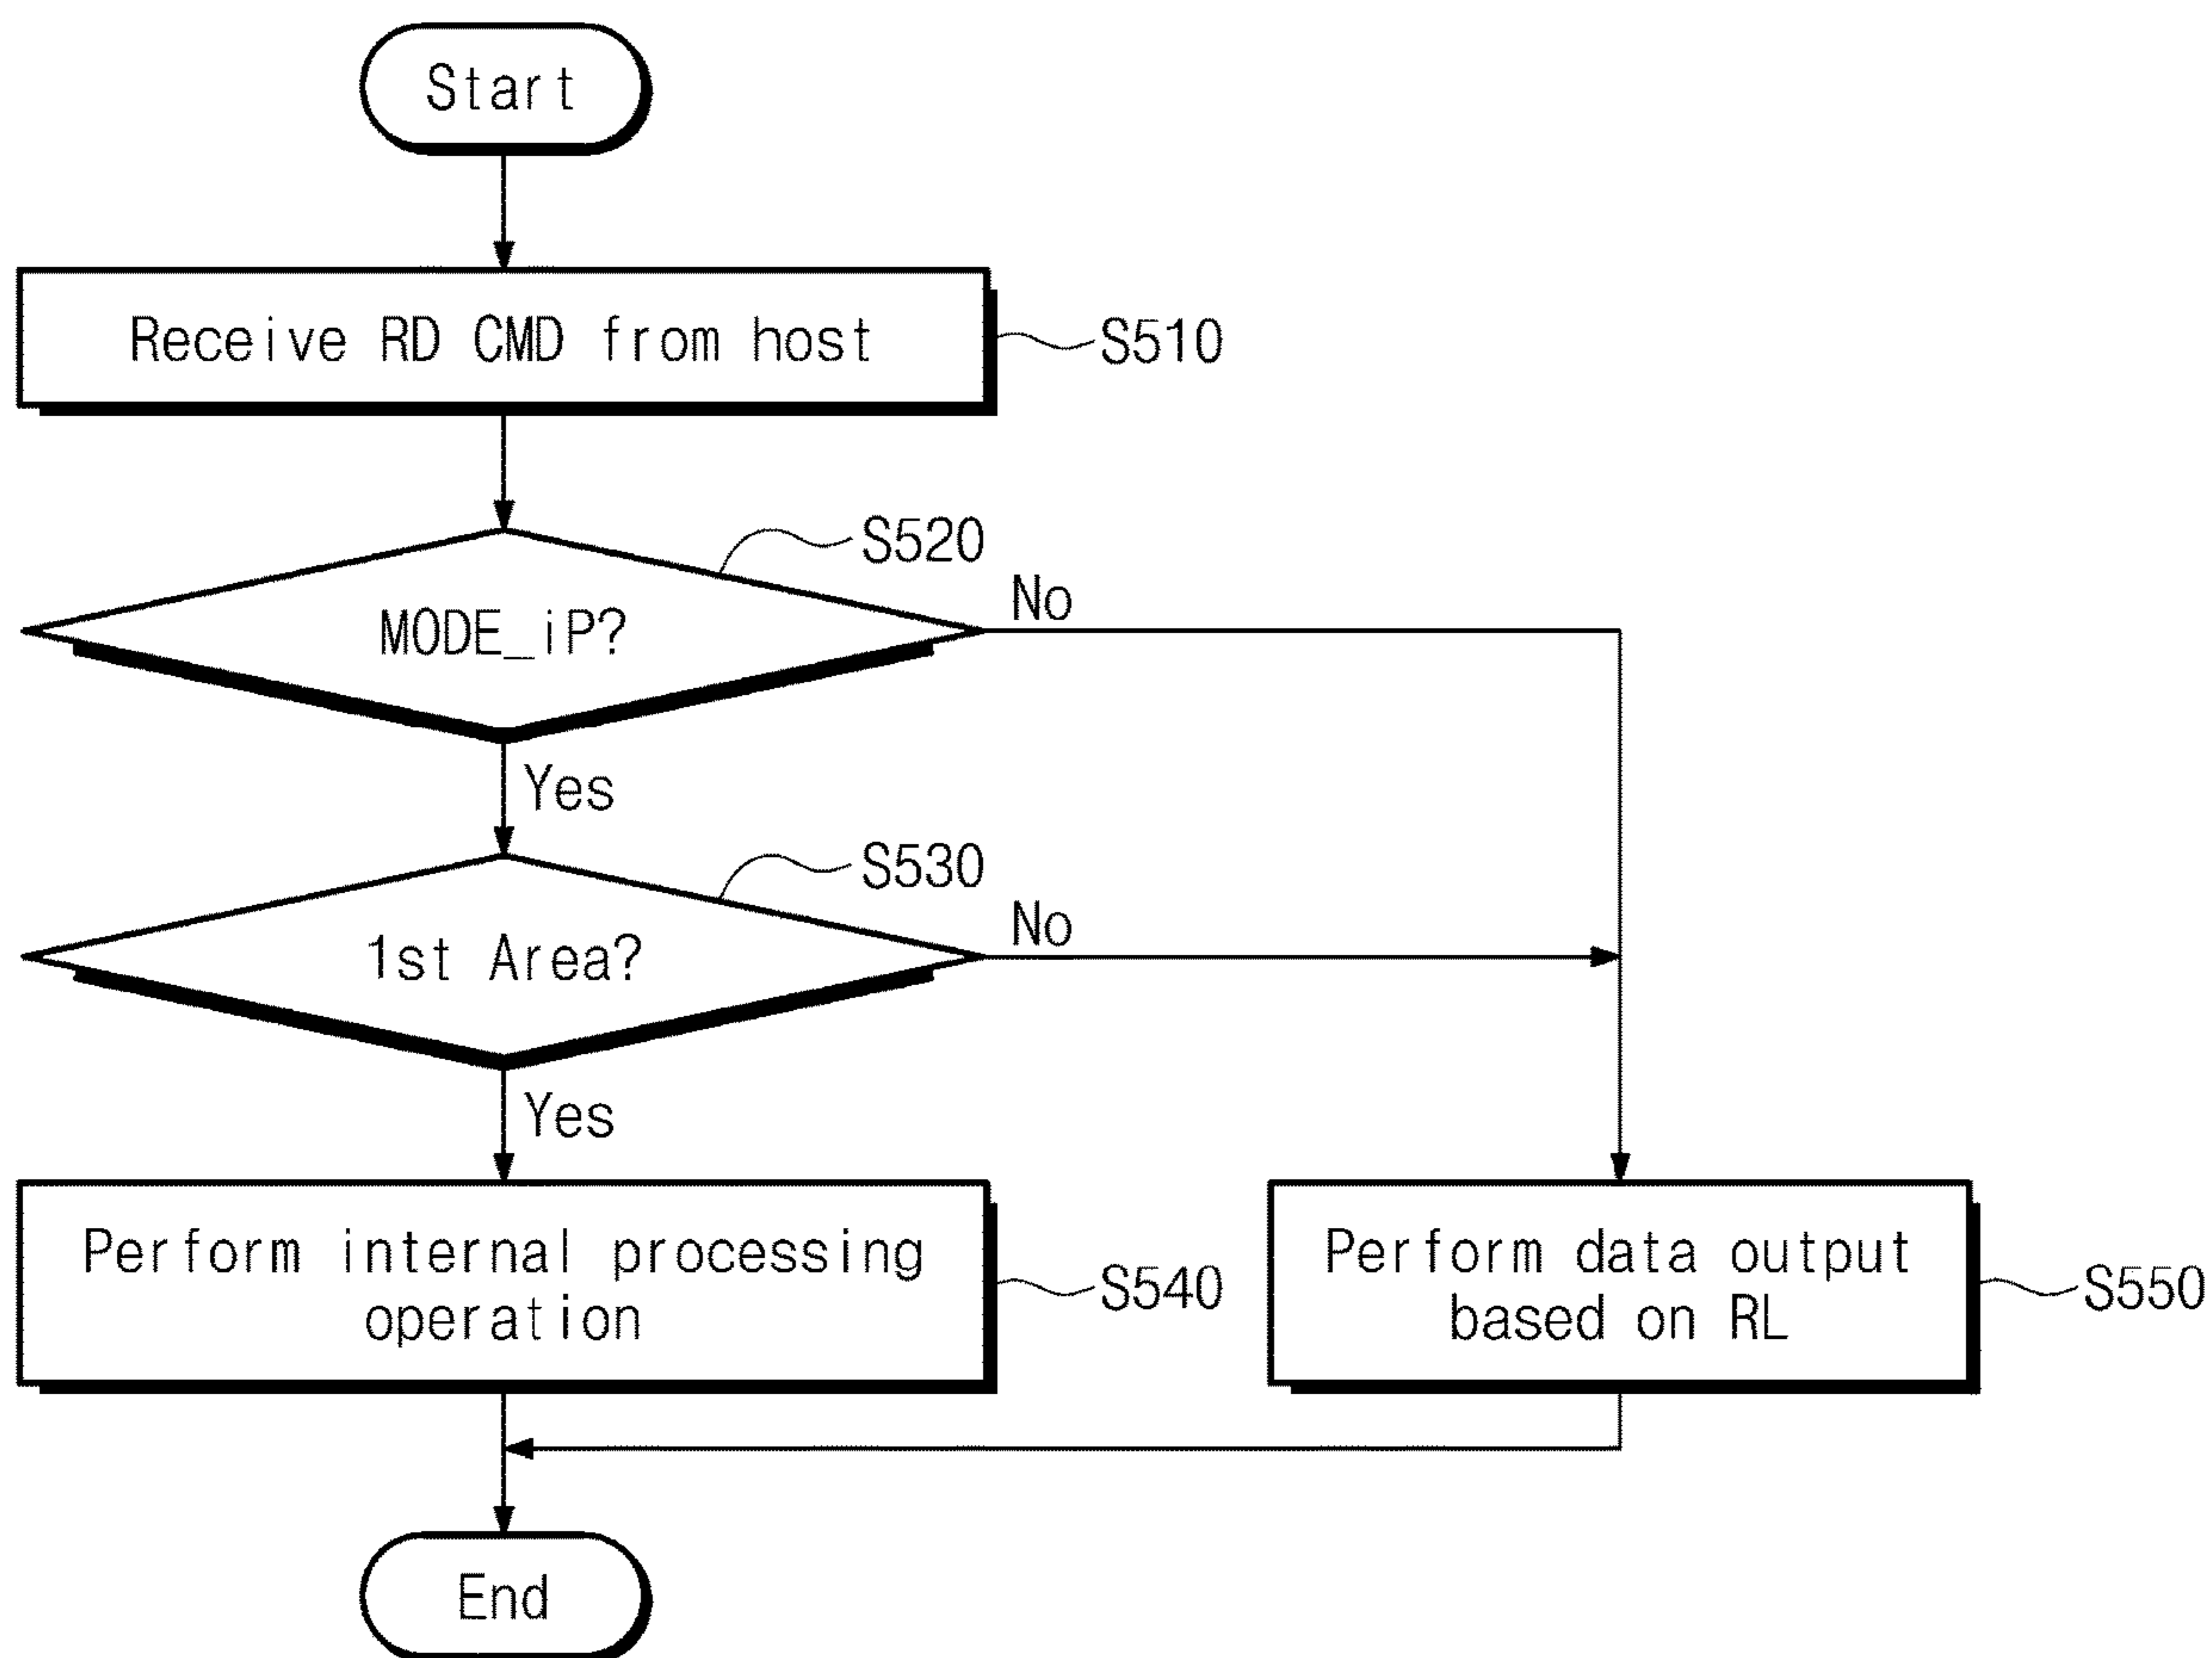 Start
Receive RD CMD from host
S510
S520
MODE_iP?
No
Yes
S530
1st Area?
No
Yes
Perform internal processing
operation
S540
Perform data output
based on RL
S550
End